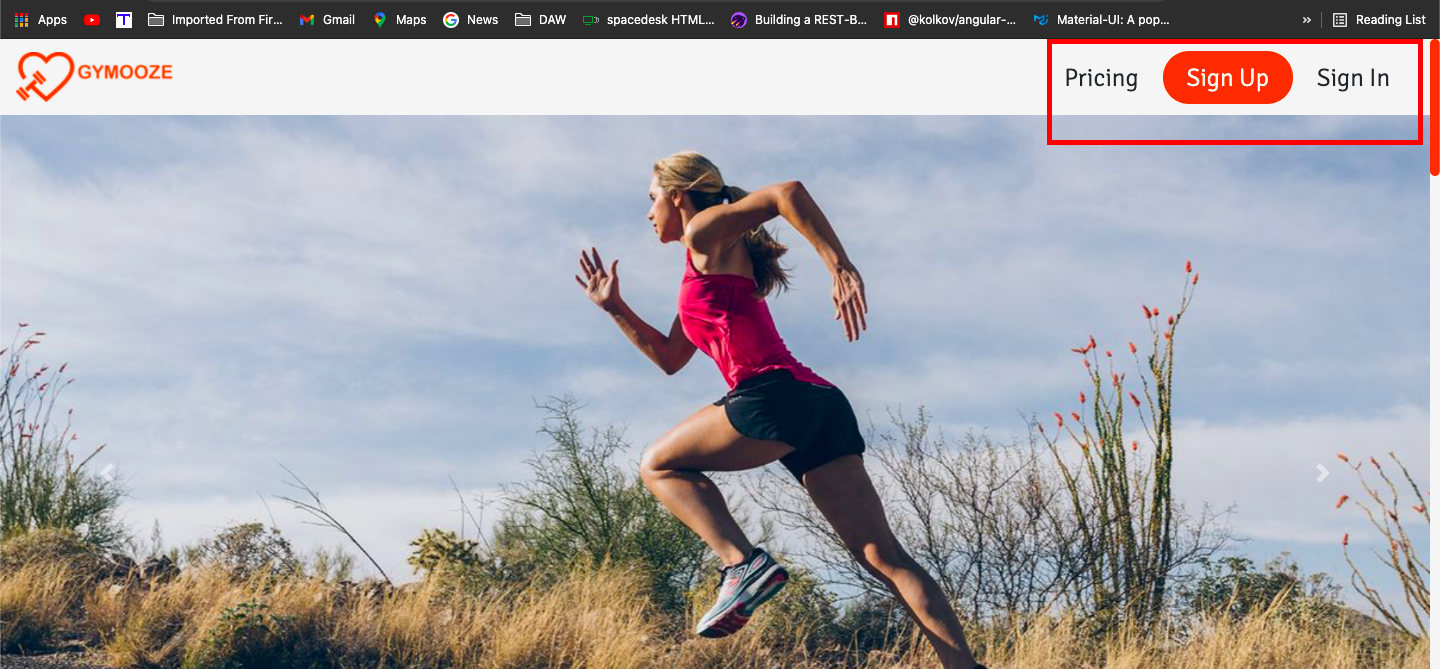 Apps Imported From Fir... Gmail Maps News DAW spacedesk HTML... Building a REST-B... @kolkov/angular-... Material-UI: A pop... » Reading List
GYMOOZE Pricing Sign Up Sign In